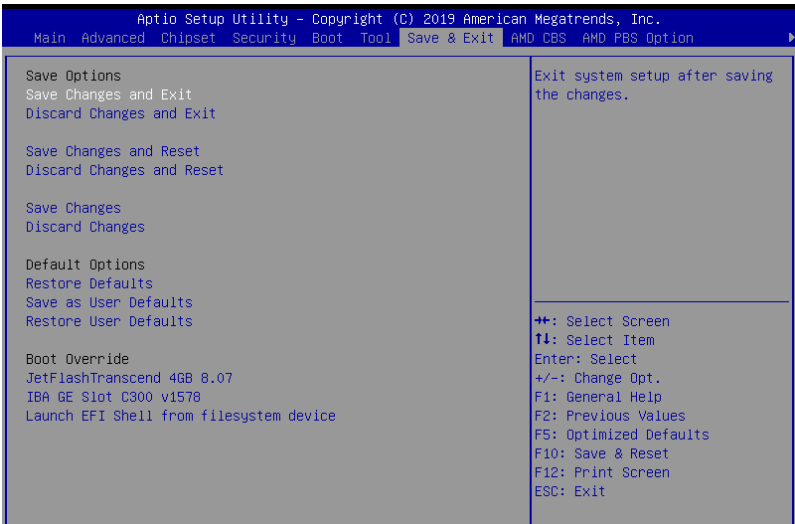 Aptio Setup Utility – Copyright (C) 2019 American Megatrends, Inc.
Main Advanced Chipset Security Boot Tool Save & Exit AMD CBS AMD PBS Option
Save Options
Save Changes and Exit
Discard Changes and Exit
Save Changes and Reset
Discard Changes and Reset
Save Changes
Discard Changes
Default Options
Restore Defaults
Save as User Defaults
Restore User Defaults
Boot Override
JetFlashTranscend 4GB 8.07
IBA GE Slot C300 v1578
Launch EFI Shell from filesystem device
Exit system setup after saving
the changes.
→←: Select Screen
↑↓: Select Item
Enter: Select
+/-: Change Opt.
F1: General Help
F2: Previous Values
F5: Optimized Defaults
F10: Save & Reset
F12: Print Screen
ESC: Exit